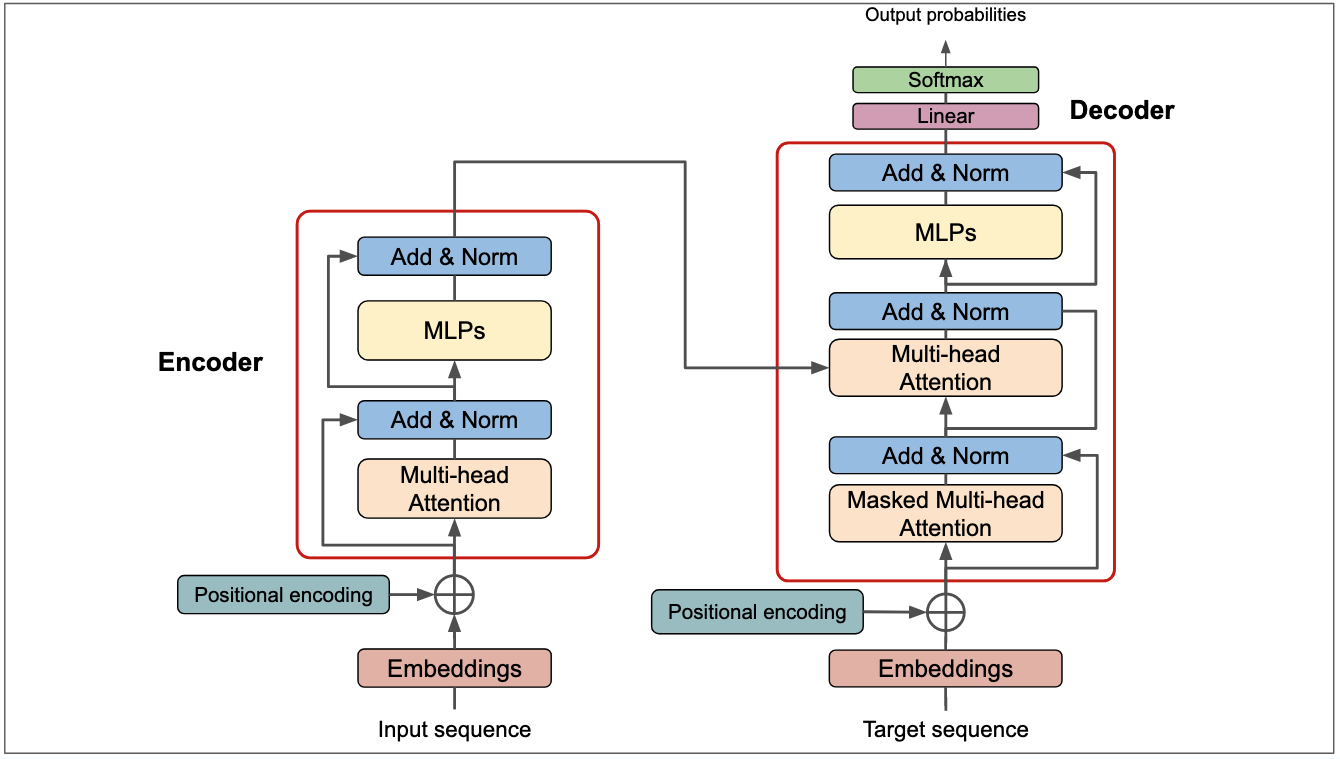 Output probabilities
Softmax
Linear
Decoder
Add & Norm
MLPs
Add & Norm
Multi-head
Attention
Add & Norm
Masked Multi-head
Attention
Positional encoding
Embeddings
Target sequence
Encoder
Add & Norm
MLPs
Add & Norm
Multi-head
Attention
Positional encoding
Embeddings
Input sequence